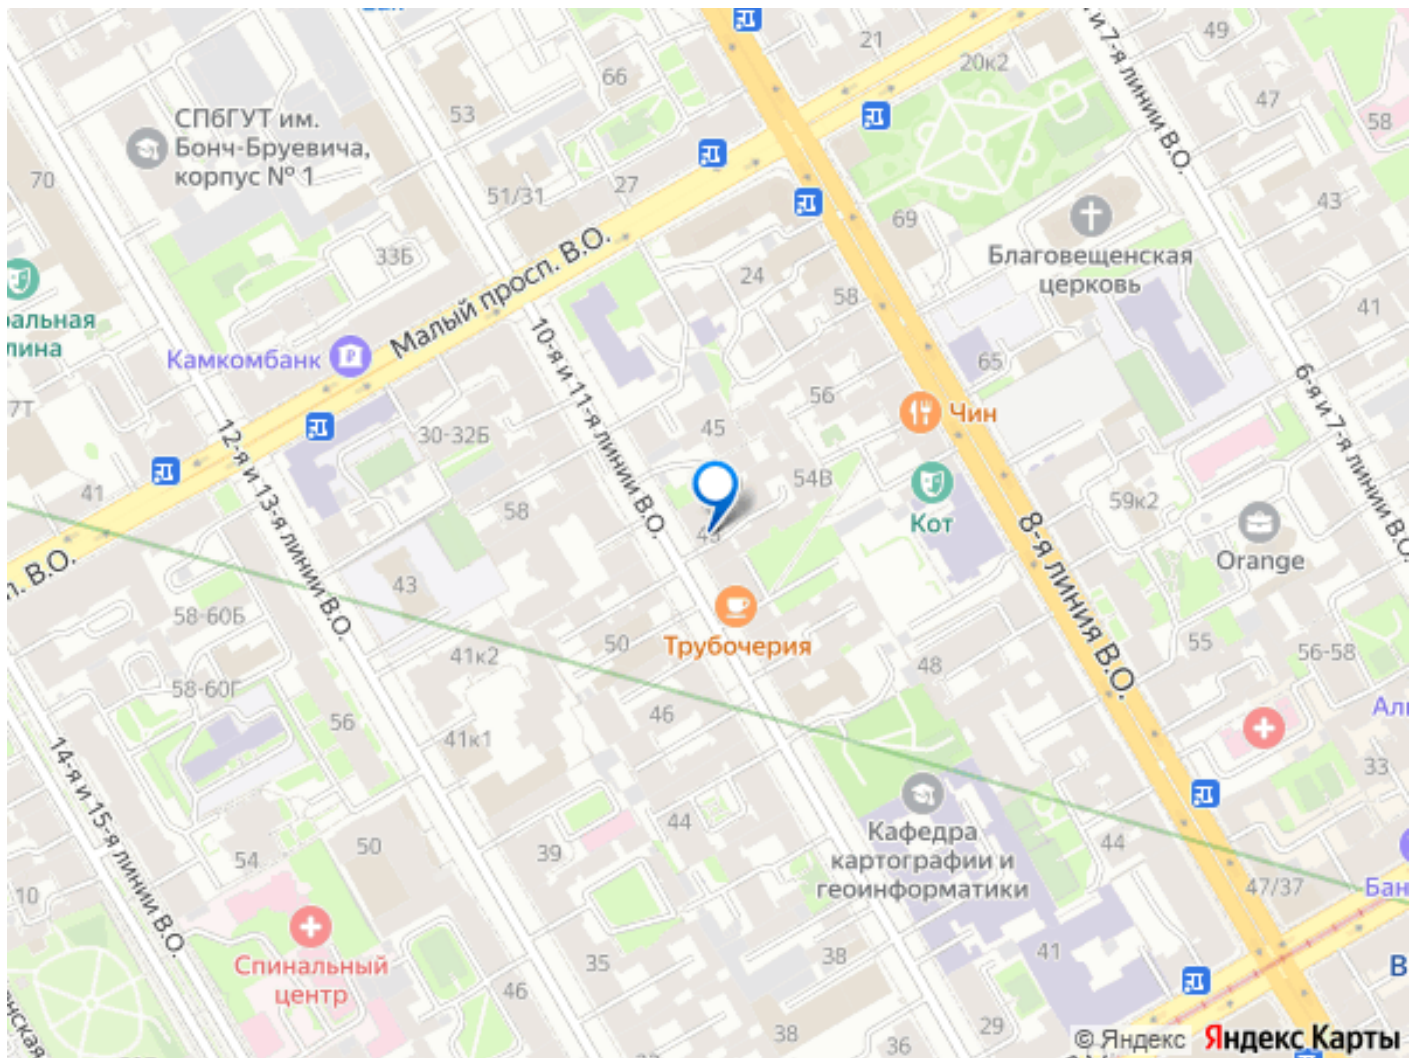 21
49
20к2
66
47
53
58
СПбГУТ им.
Бонч-Бруевича,
корпус № 1
6-я и 7-я линии В.О.
70
51/31
27
43
69
Благовещенская
церковь
33Б
Малый просп. В.О.
24
58
41
Камкомбанк
10-я и 11-я линии В.О.
65
6-я и 7-я линии В.О.
56
Чин
12-я и 13-я линии В.О.
30-32Б
45
54В
41
58
59к2
Кот
8-я линия В.О.
Orange
43
58-60Б
Трубочерия
50
41к2
48
55
56-58
58-60Г
56
46
41к1
14-я и 15-я линии В.О.
33
Кафедра
картографии и
геоинформатики
44
44
39
50
54
10
47/37
Спинальный
центр
35
38
41
46
29
38
36
© Яндекс Яндекс Карты